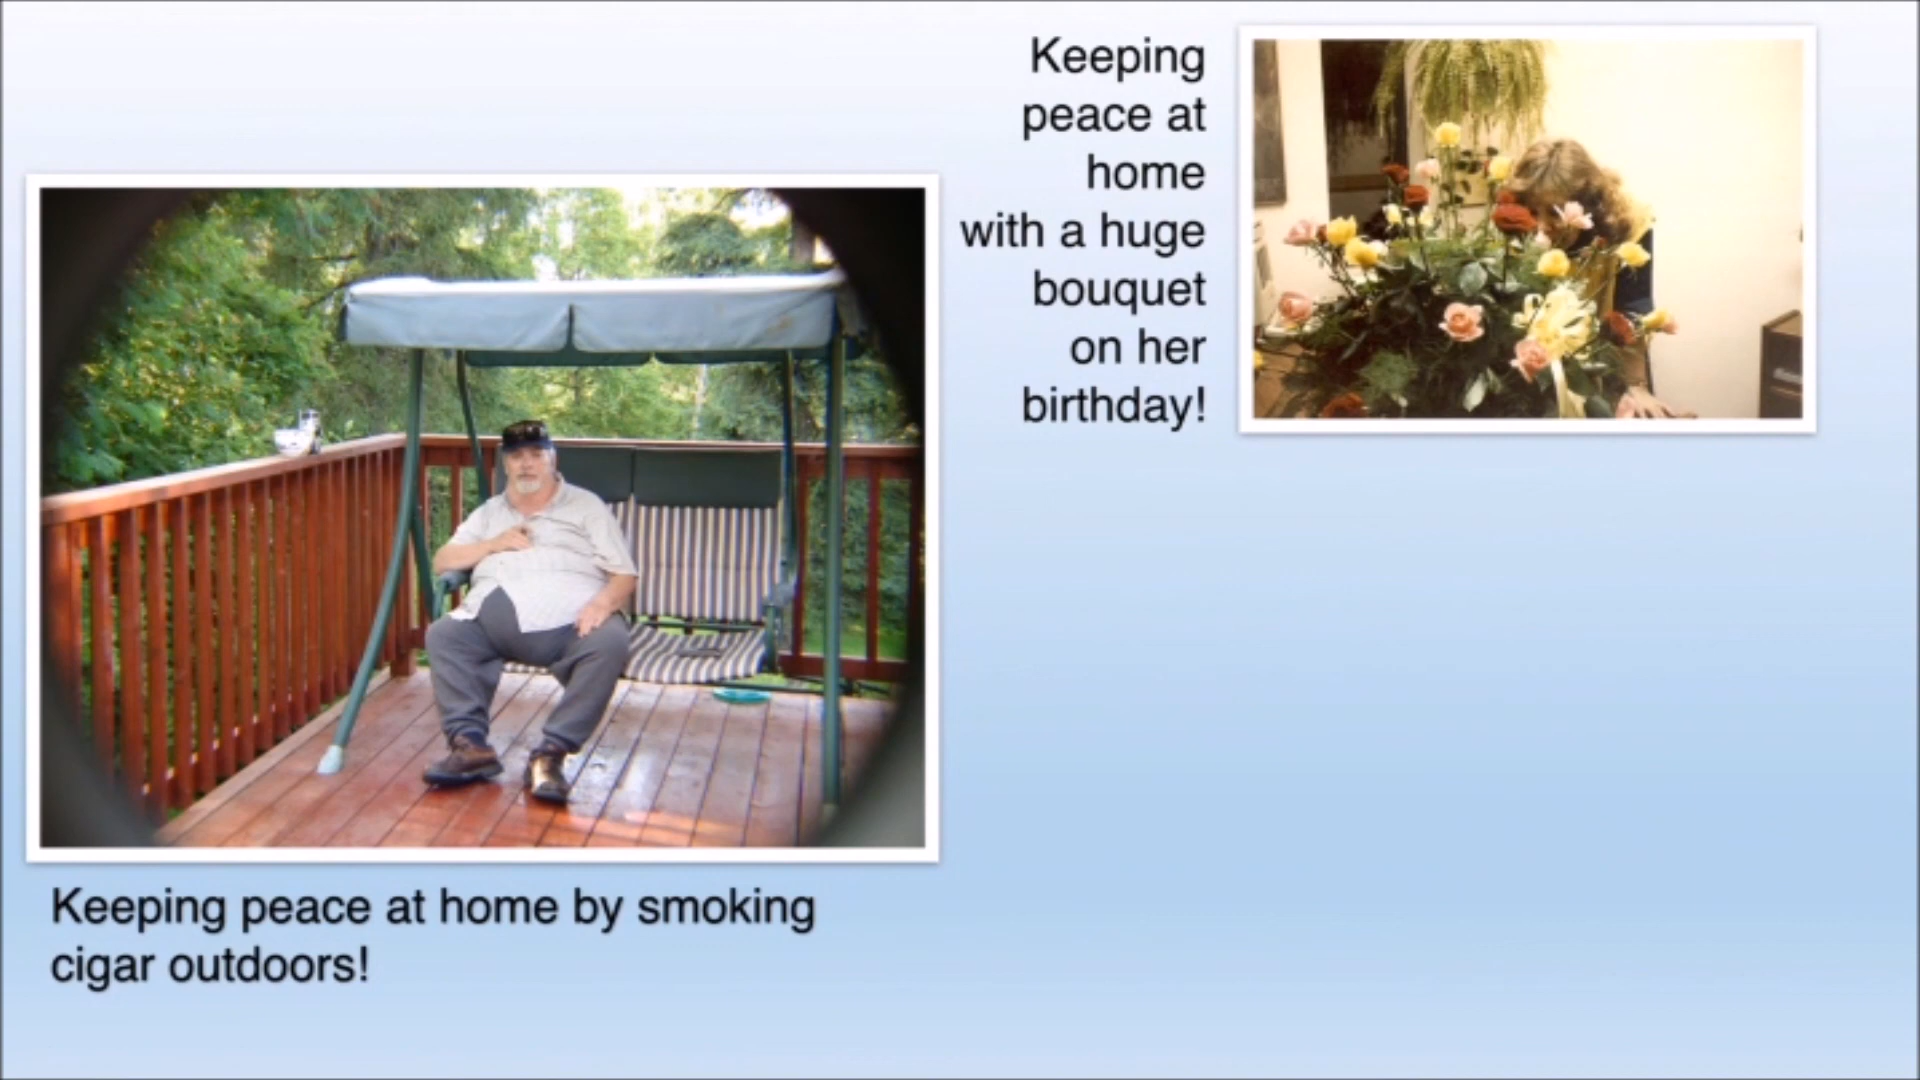 Keeping
peace at
home
with a huge
bouquet
on her
birthday!
Keeping peace at home by smoking
cigar outdoors!